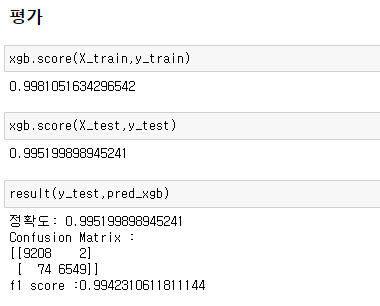 평가
xgb.score(X_train,y_train)
0.9981051634296542
xgb.score(X_test,y_test)
0.995199898945241
result(y_test,pred_xgb)
정확도: 0.995199898945241
Confusion Matrix :
[[9208    2]
 [  74 6549]]
f1 score :0.9942310611811144